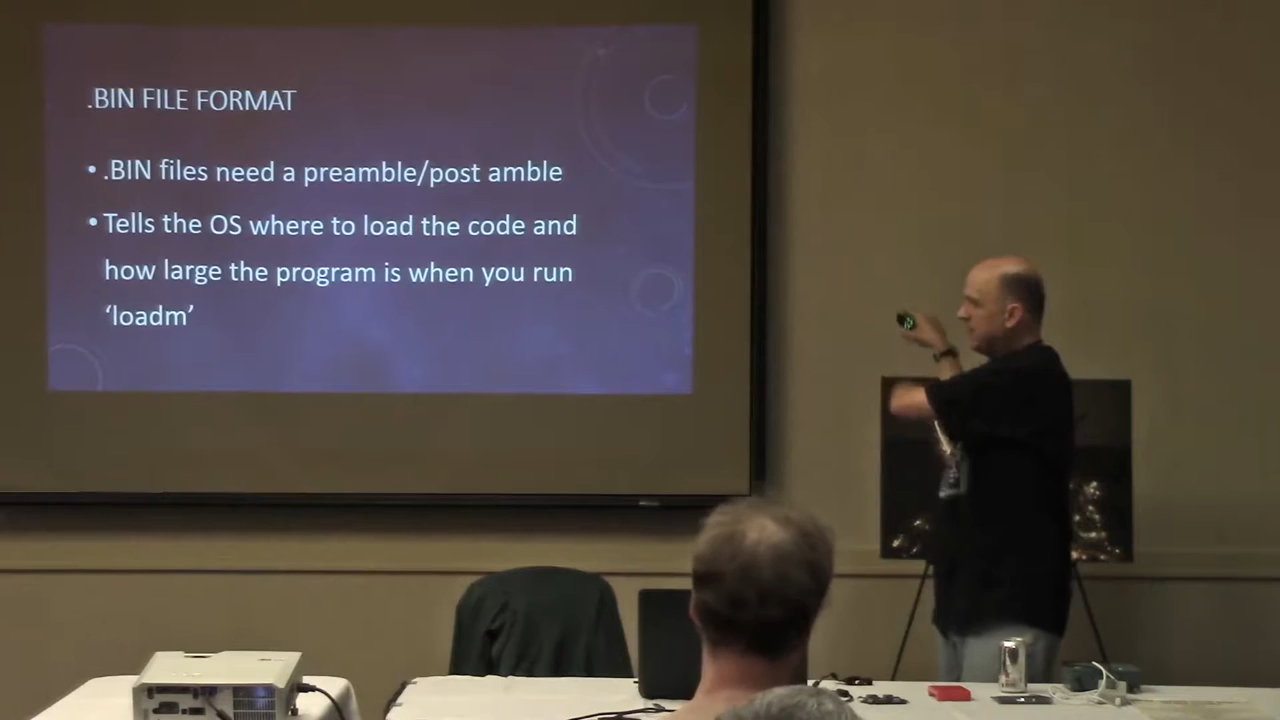 .BIN FILE FORMAT
• .BIN files need a preamble/post amble
• Tells the OS where to load the code and
how large the program is when you run
‘loadm’